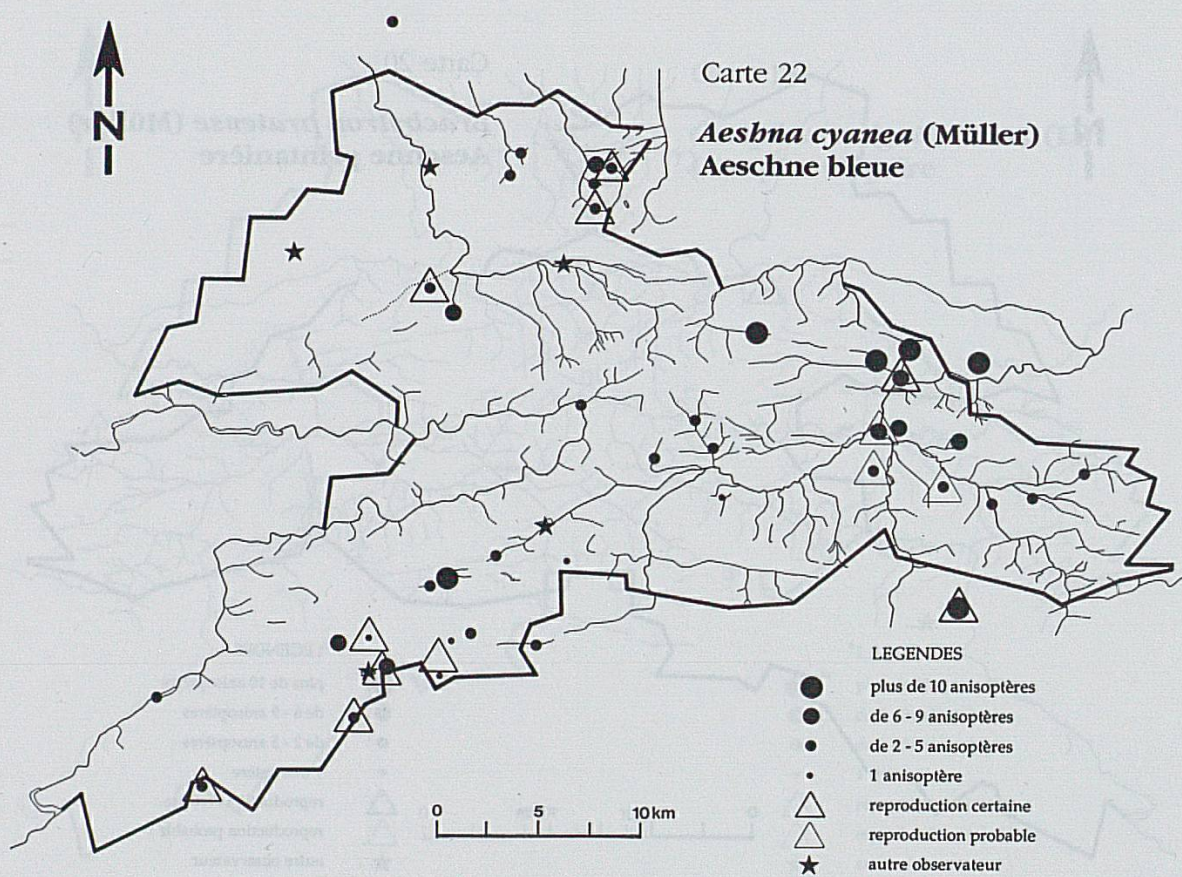 N
Carte 22
Aeshna cyanea (Müller)
Aeschne bleue
LEGENDES
plus de 10 anisoptères
de 6 - 9 anisoptères
de 2 - 5 anisoptères
1 anisoptère
reproduction certaine
reproduction probable
autre observateur
0 5 10 km